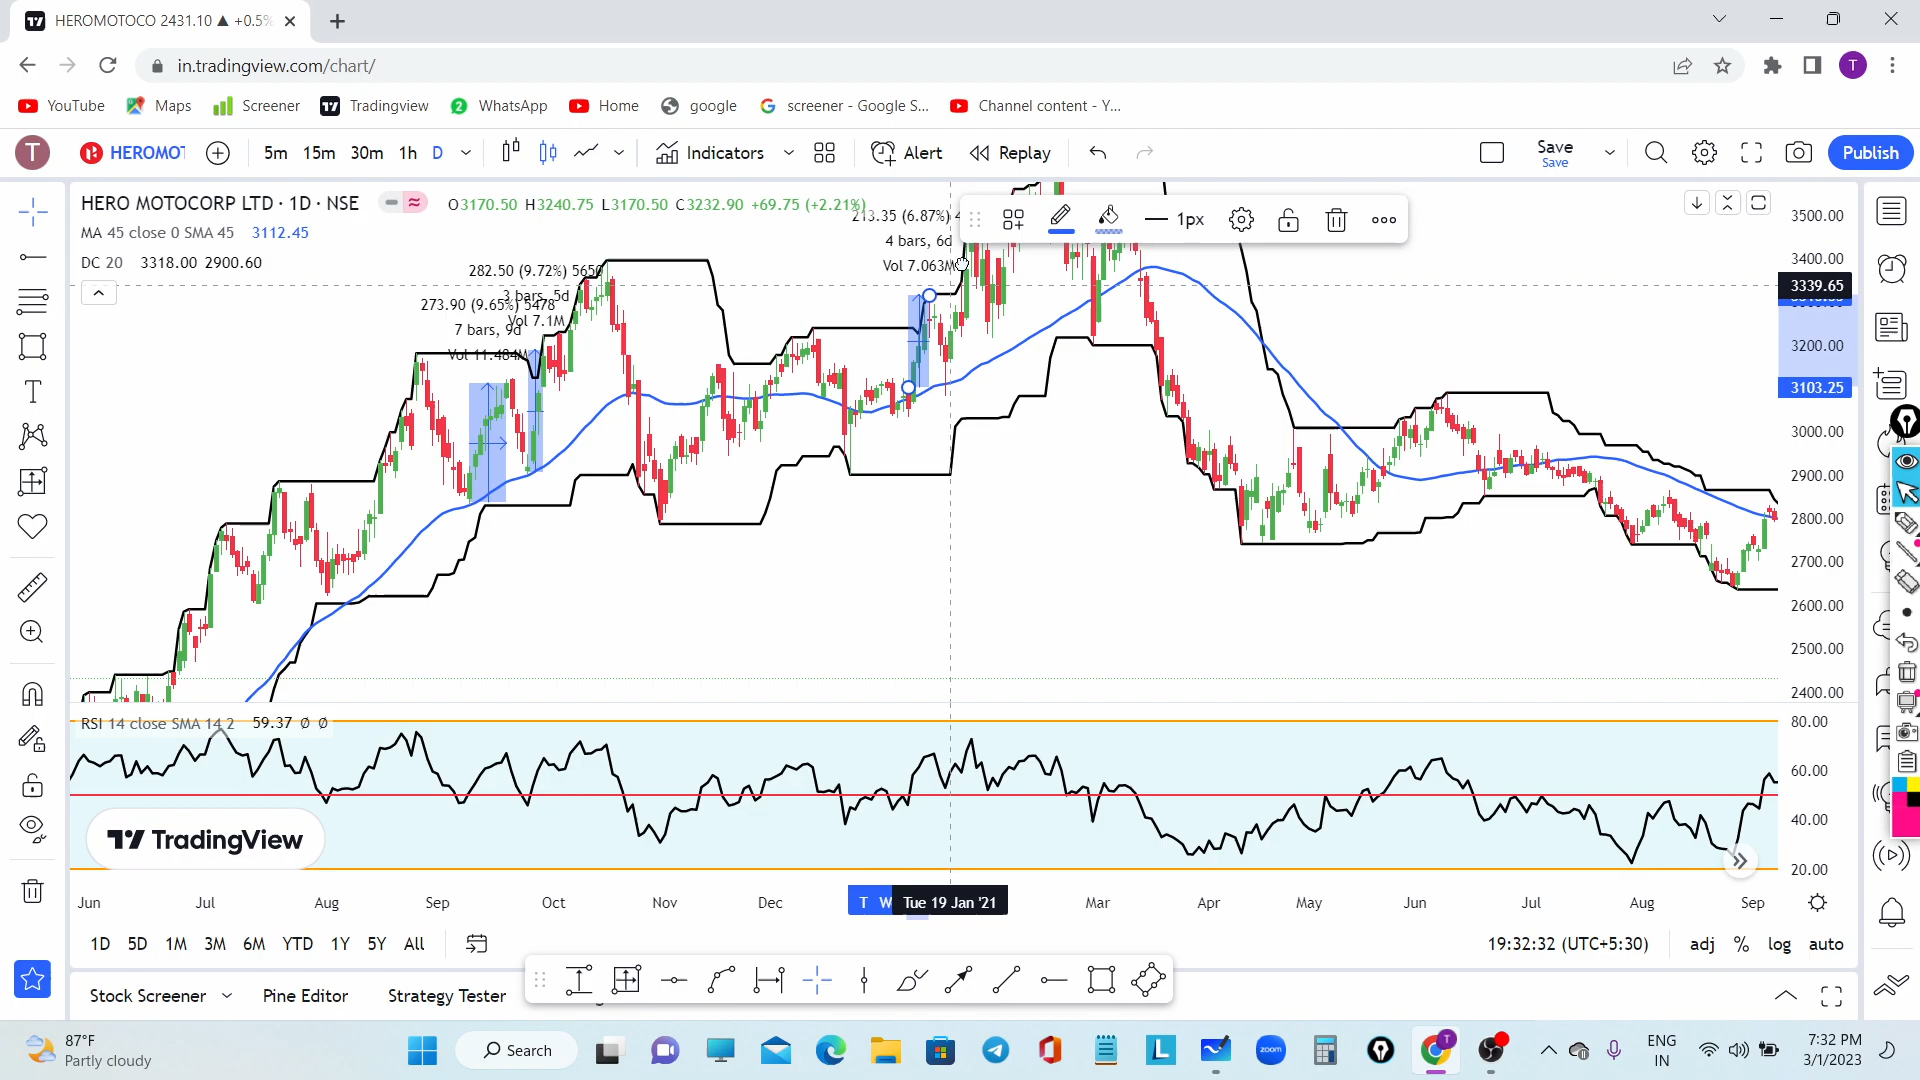 HEROMOTOCO 2431.10 ▲ +0.5%
in.tradingview.com/chart/
T
YouTube Maps Screener Tradingview 2 WhatsApp Home google screener - Google S... Channel content - Y...
T HEROMOT 5m 15m 30m 1h D Indicators Alert Replay Save Save Publish
HERO MOTOCORP LTD · 1D · NSE O3170.50 H3240.75 L3170.50 C3232.90 +69.75 (+2.21%)
MA 45 close 0 SMA 45 3112.45
DC 20 3318.00 2900.60
1px
213.35 (6.87%) 4
4 bars, 6d
Vol 7.063M
282.50 (9.72%) 5650
3 bars, 5d
Vol 7.1M
273.90 (9.65%) 5478
7 bars, 9d
Vol 11.484M
3500.00
3400.00
3339.65
3200.00
3103.25
3000.00
2900.00
2800.00
2700.00
2600.00
2500.00
2400.00
RSI 14 close SMA 14 2 59.37 Ø Ø
80.00
60.00
40.00
20.00
TradingView
Jun Jul Aug Sep Oct Nov Dec T W Tue 19 Jan '21 Mar Apr May Jun Jul Aug Sep
1D 5D 1M 3M 6M YTD 1Y 5Y All 19:32:32 (UTC+5:30) adj % log auto
Stock Screener Pine Editor Strategy Tester
87°F
Partly cloudy
Search
zoom
T
ENG
IN
7:32 PM
3/1/2023